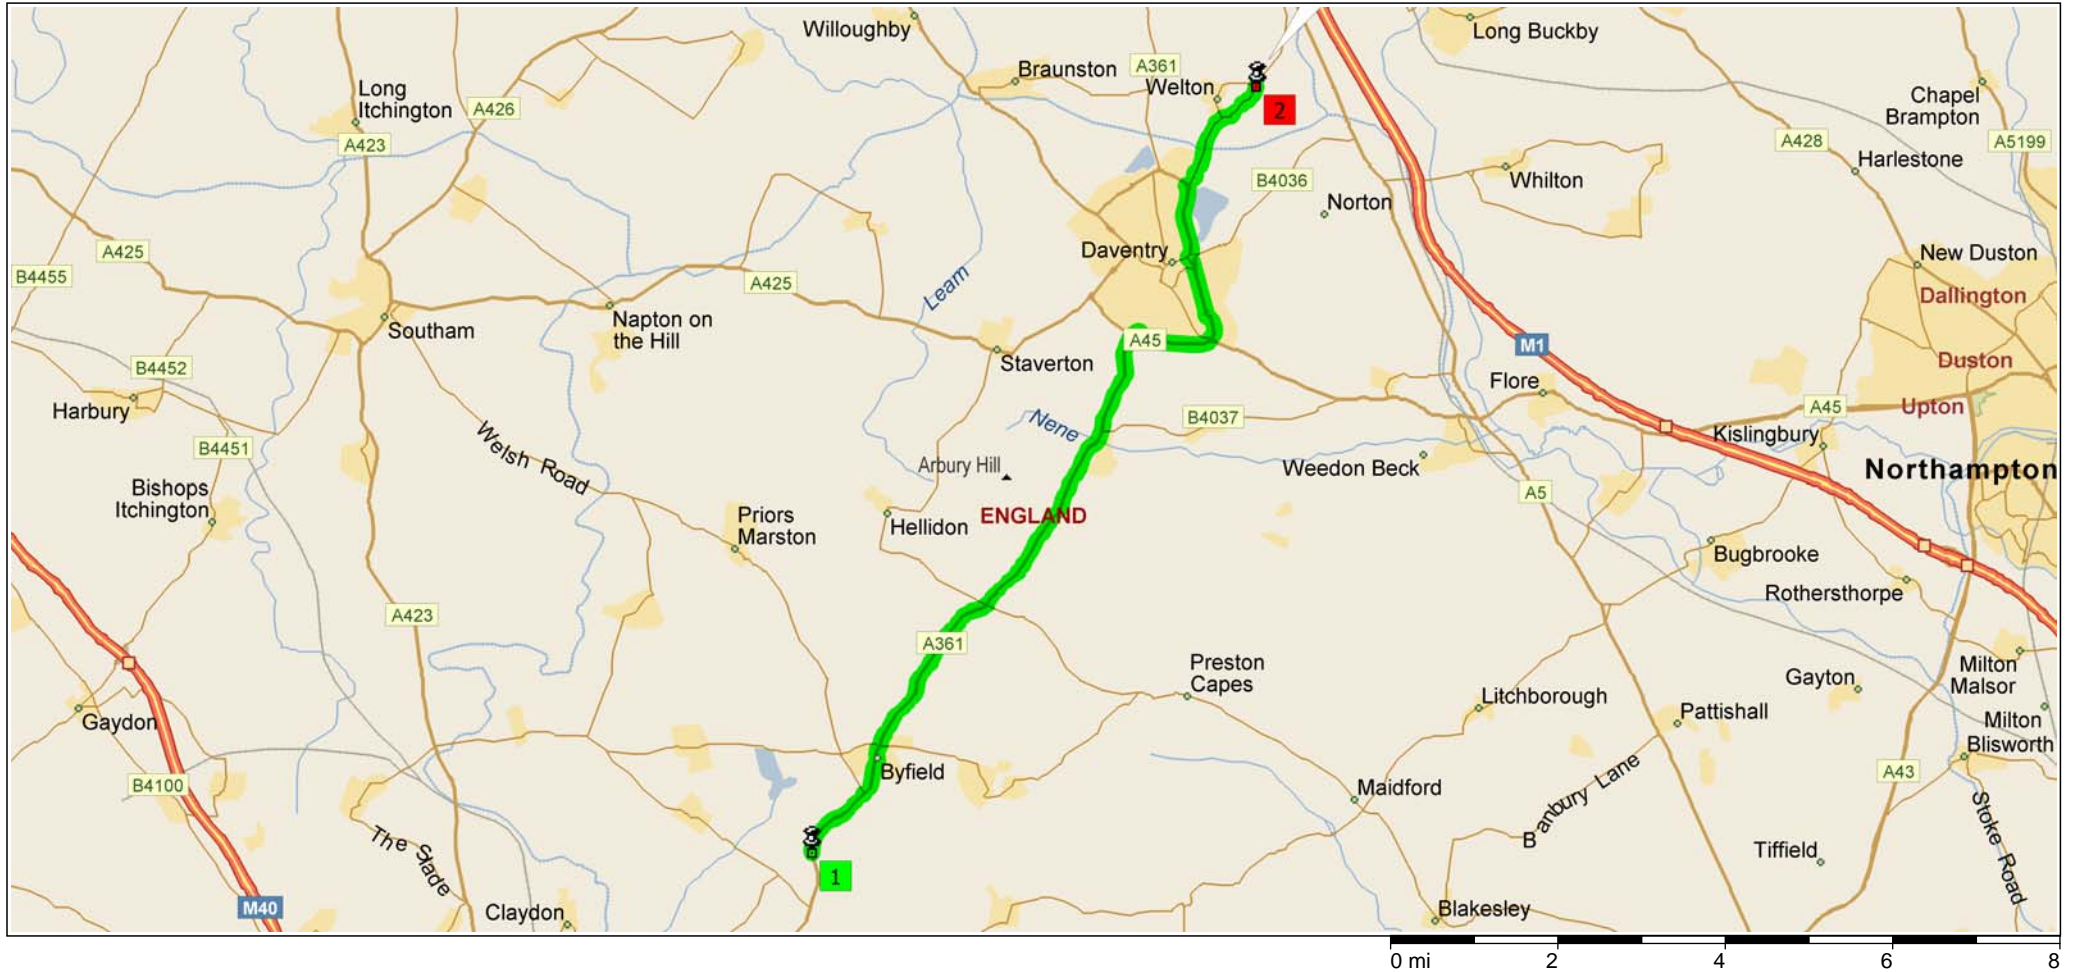 Willoughby
Long Buckby
Braunston
A361
Welton
2
Long
Itchington
A426
A423
Chapel
Brampton
A428
A5199
Harlestone
B4036
Whilton
Norton
A425
B4455
Daventry
New Duston
A425
Leam
Dallington
Napton on
the Hill
Southam
A45
M1
Staverton
Duston
B4452
Flore
Harbury
Nene
B4037
A45
Upton
Kislingbury
B4451
Welsh Road
Arbury Hill
Weedon Beck
Northampton
Bishops
Itchington
A5
Priors
Marston
ENGLAND
Hellidon
Bugbrooke
Rothersthorpe
A423
A361
Preston
Capes
Milton
Malsor
Gayton
Litchborough
Pattishall
Gaydon
Milton
Blisworth
Byfield
A43
B4100
Maidford
Banbury Lane
Stoke Road
The Slade
Tiffield
1
M40
Claydon
Blakesley
0 mi 2 4 6 8